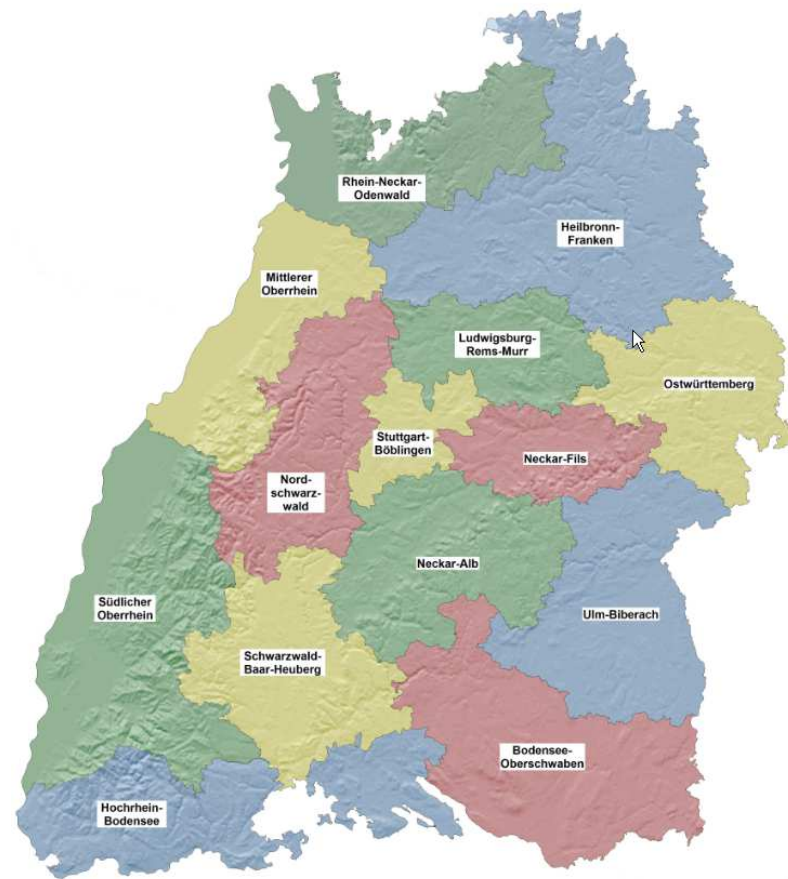 Rhein-Neckar-
Odenwald
Heilbronn-
Franken
Mittlerer
Oberrhein
Ludwigsburg-
Rems-Murr
Ostwürttemberg
Stuttgart-
Böblingen
Neckar-Fils
Nord-
schwarz-
wald
Neckar-Alb
Südlicher
Oberrhein
Ulm-Biberach
Schwarzwald-
Baar-Heuberg
Bodensee-
Oberschwaben
Hochrhein-
Bodensee